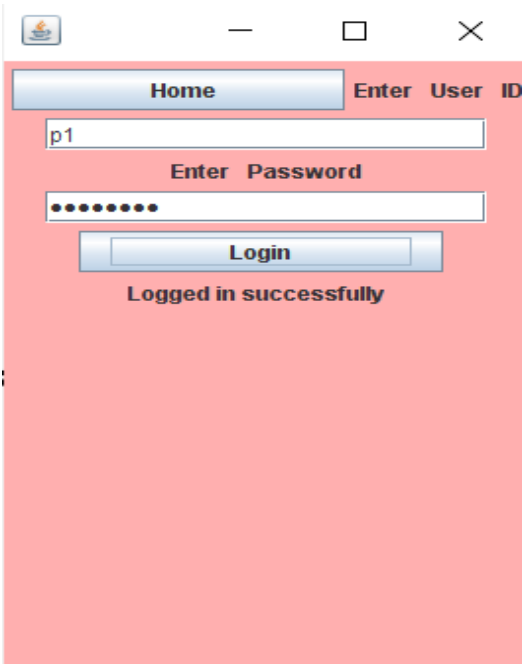 Home Enter User ID
p1
Enter Password
••••••••
Login
Logged in successfully